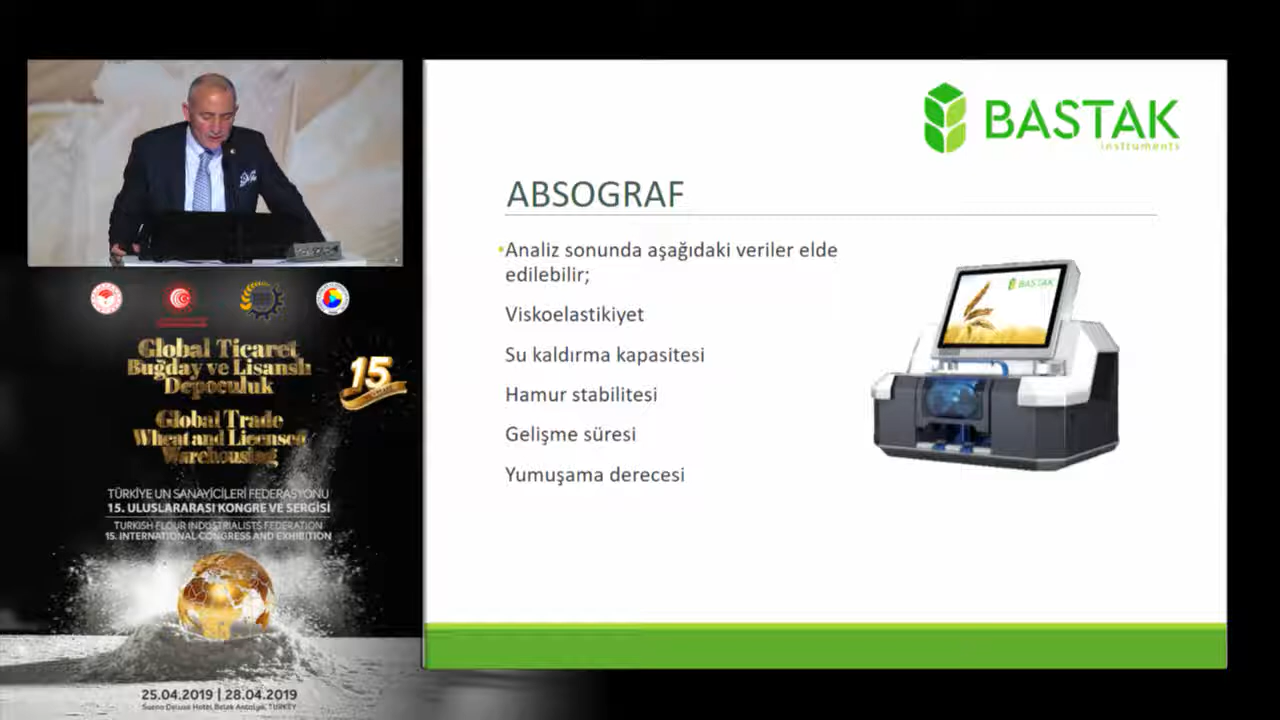 BASTAK
instruments
ABSOGRAF
•Analiz sonunda aşağıdaki veriler elde
edilebilir;
Viskoelastikiyet
Su kaldırma kapasitesi
Hamur stabilitesi
Gelişme süresi
Yumuşama derecesi
BASTAK
Global Ticaret
Buğday ve Lisanslı
Depoculuk
15
Global Trade
Wheat and Licensed
Warehousing
TÜRKİYE UN SANAYİCİLERİ FEDERASYONU
15. ULUSLARARASI KONGRE VE SERGİSİ
TURKISH FLOUR INDUSTRIALISTS FEDERATION
15. INTERNATIONAL CONGRESS AND EXHIBITION
25.04.2019 | 28.04.2019
Sueno Deluxe Hotel, Belek Antalya, TURKEY